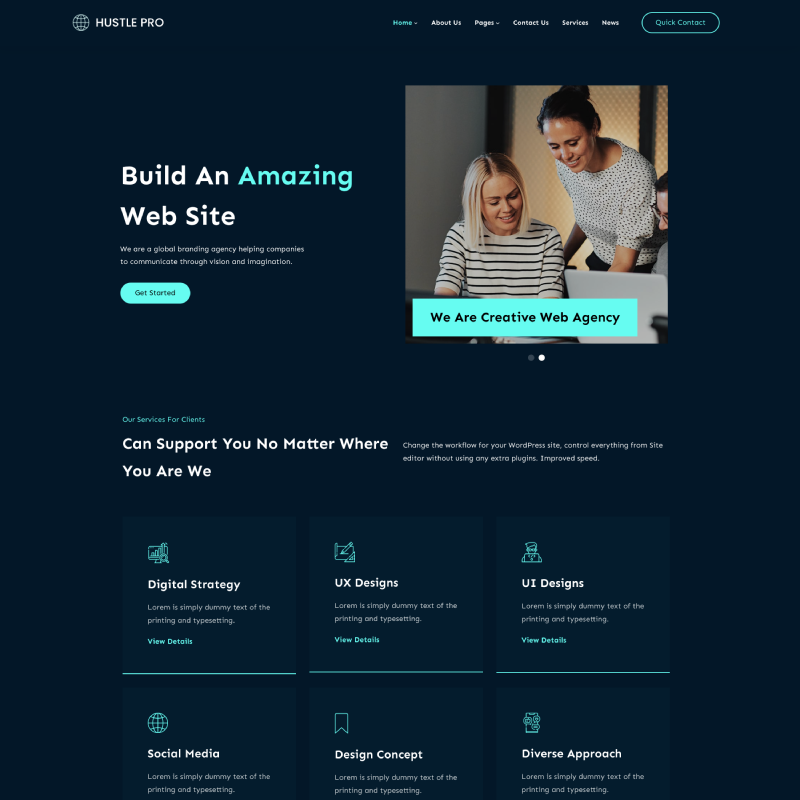 HUSTLE PRO
Home About Us Pages Contact Us Services News Quick Contact
Build An Amazing
Web Site
We are a global branding agency helping companies
to communicate through vision and imagination.
Get Started
We Are Creative Web Agency
Our Services For Clients
Can Support You No Matter Where
You Are We
Change the workflow for your WordPress site, control everything from Site
editor without using any extra plugins. Improved speed.
Digital Strategy
Lorem is simply dummy text of the
printing and typesetting.
View Details
UX Designs
Lorem is simply dummy text of the
printing and typesetting.
View Details
UI Designs
Lorem is simply dummy text of the
printing and typesetting.
View Details
Social Media
Lorem is simply dummy text of the
printing and typesetting.
Design Concept
Lorem is simply dummy text of the
printing and typesetting.
Diverse Approach
Lorem is simply dummy text of the
printing and typesetting.